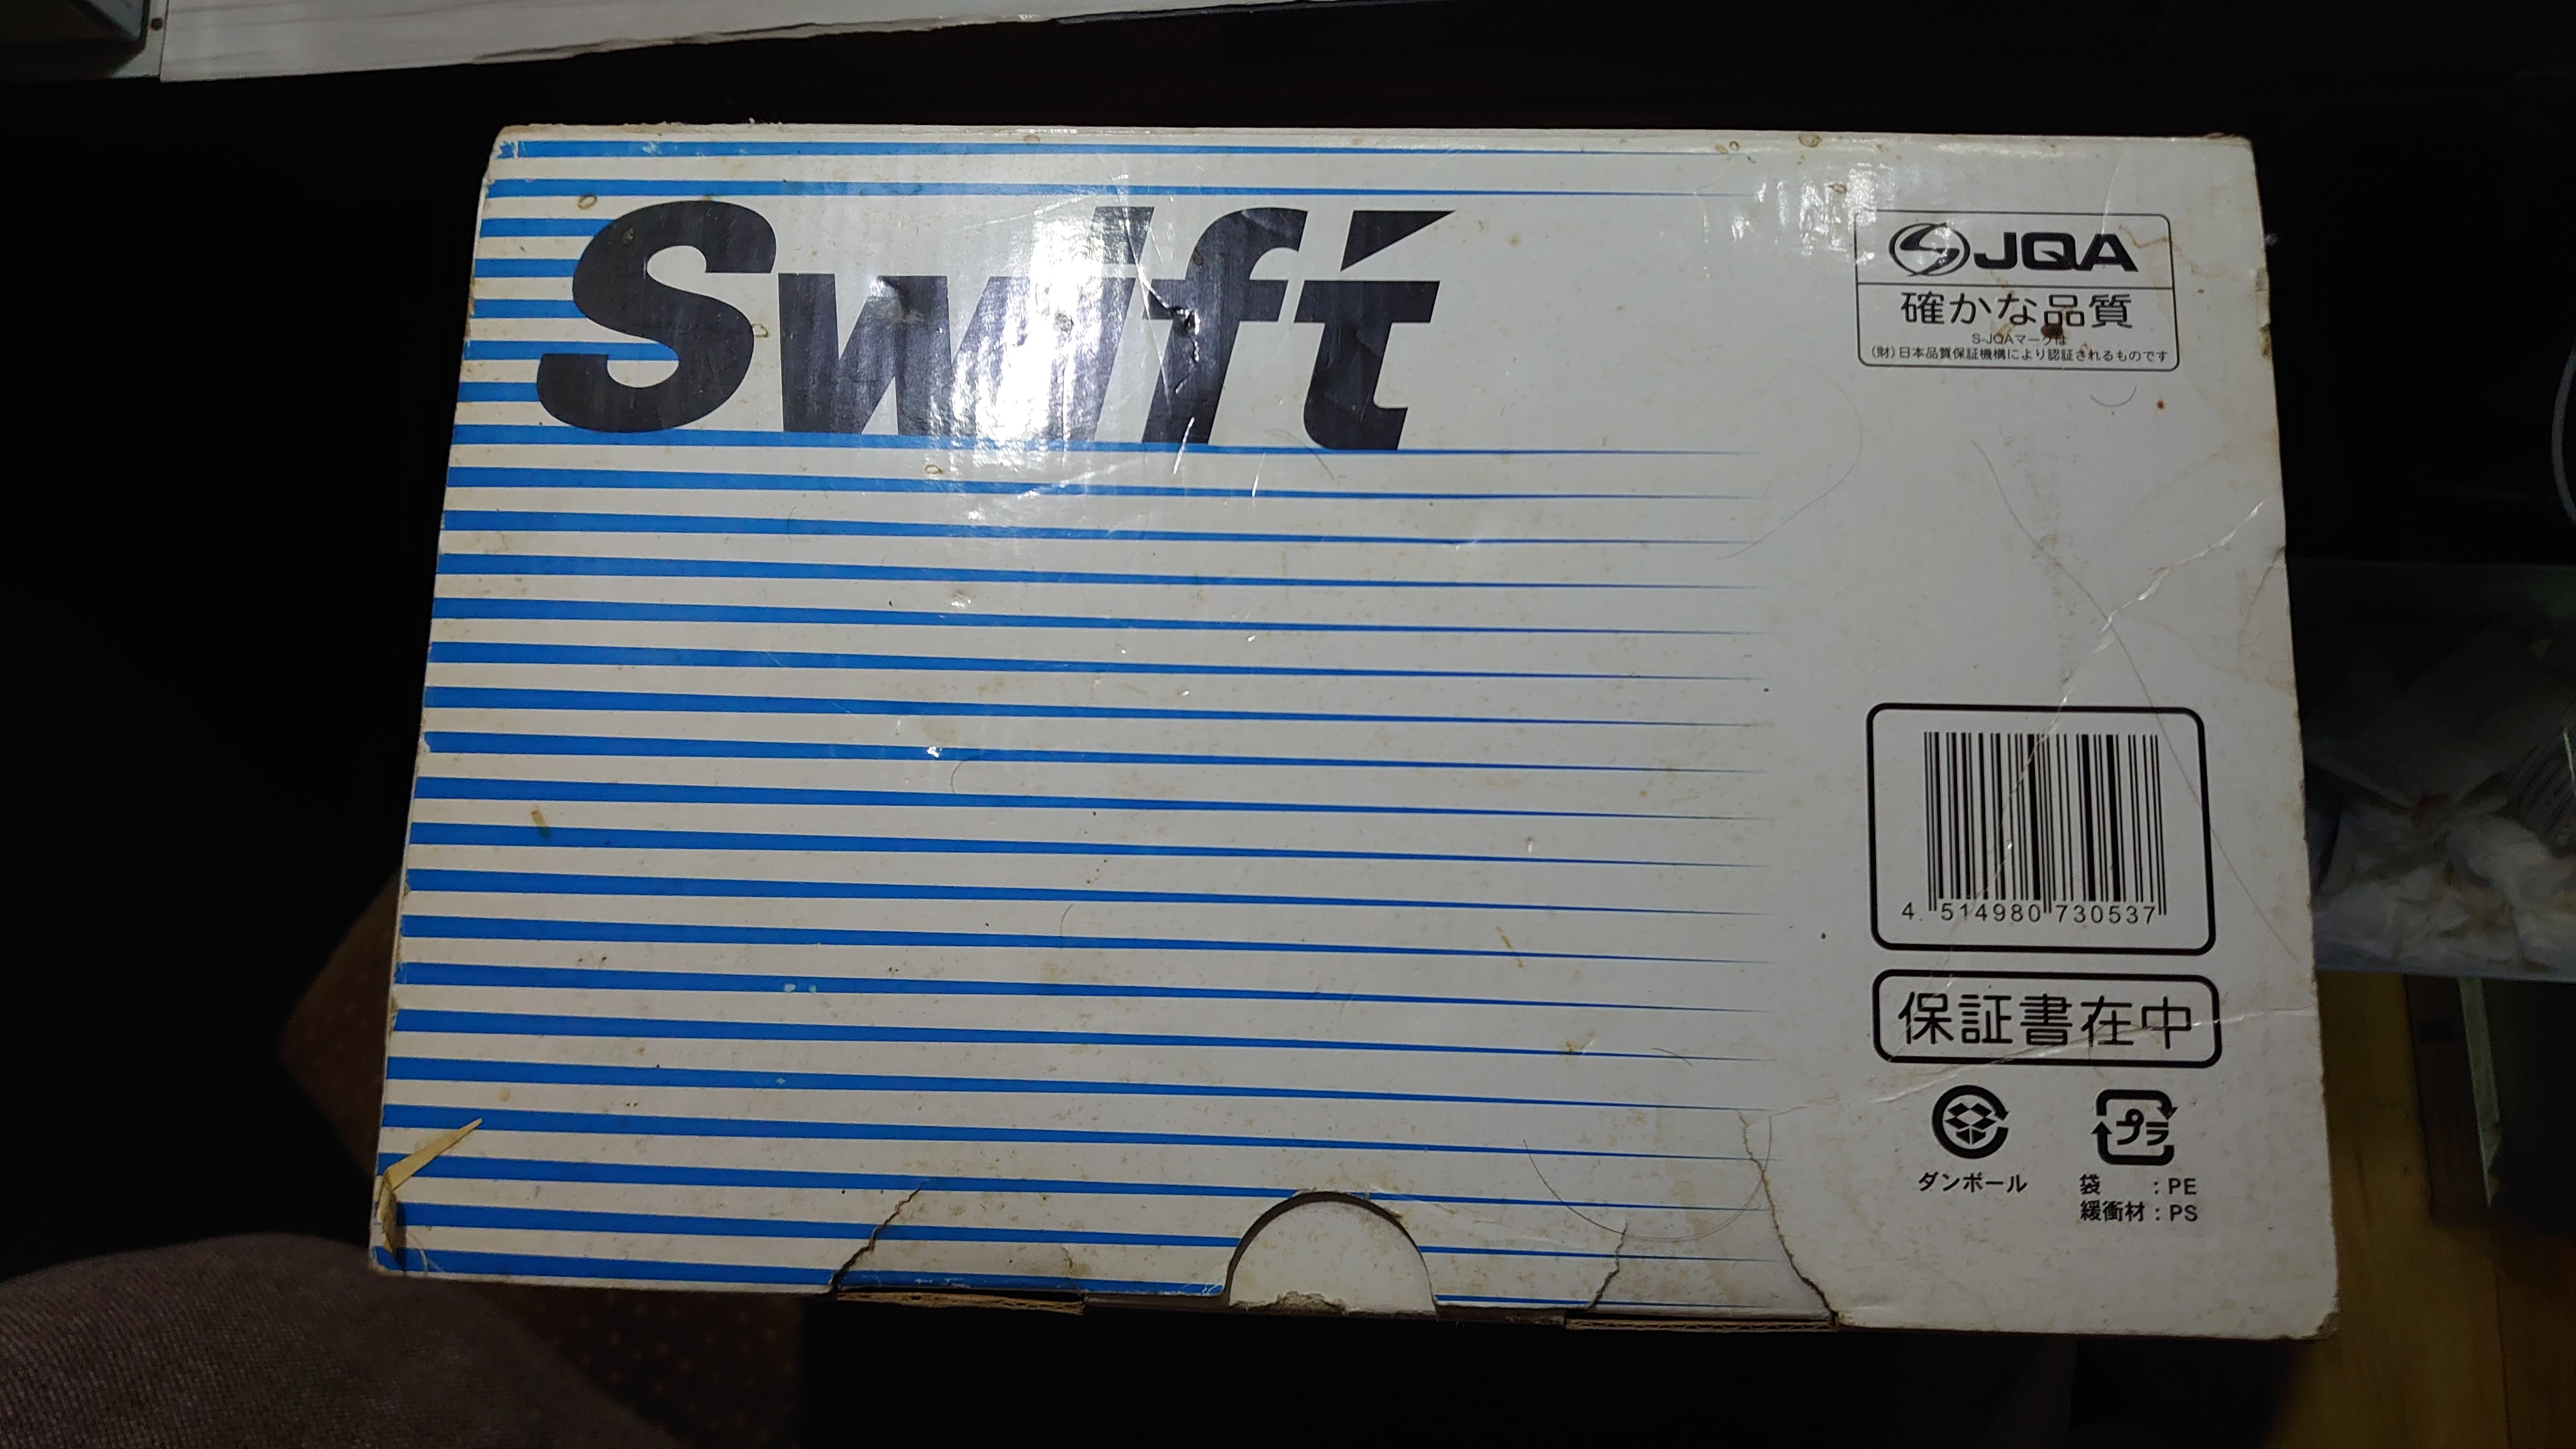 Swift
JQA
確かな品質
S-JQAマークは
(財)日本品質保証機構により認証されるものです
4 514980 730537
保証書在中
ダンボール
プラ
袋 : PE
緩衝材 : PS